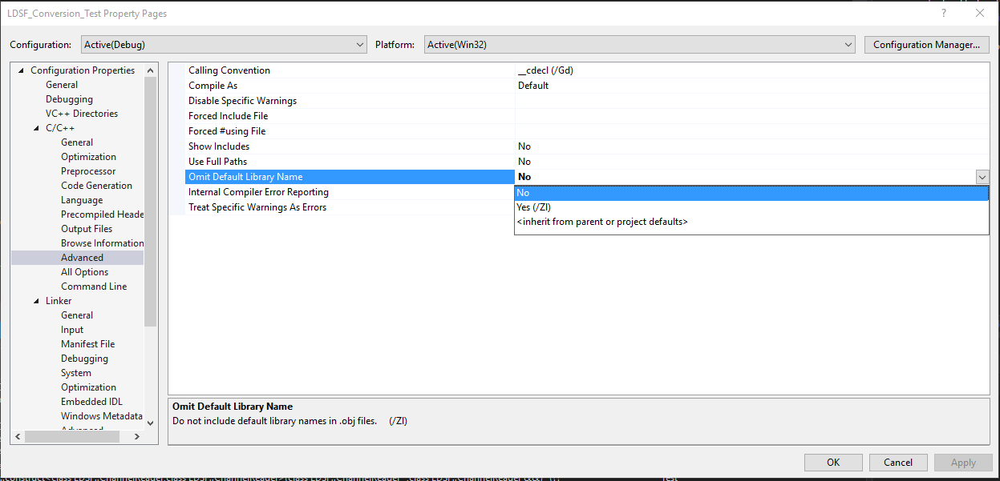 LDSF_Conversion_Test Property Pages
Configuration: Active(Debug) Platform: Active(Win32) Configuration Manager...
Configuration Properties
General
Debugging
VC++ Directories
C/C++
General
Optimization
Preprocessor
Code Generation
Language
Precompiled Heade
Output Files
Browse Information
Advanced
All Options
Command Line
Linker
General
Input
Manifest File
Debugging
System
Optimization
Embedded IDL
Windows Metadata
Advanced
Calling Convention __cdecl (/Gd)
Compile As Default
Disable Specific Warnings
Forced Include File
Forced #using File
Show Includes No
Use Full Paths No
Omit Default Library Name No
Internal Compiler Error Reporting
Treat Specific Warnings As Errors
No
Yes (/Zl)
<inherit from parent or project defaults>
Omit Default Library Name
Do not include default library names in .obj files. (/Zl)
OK Cancel Apply